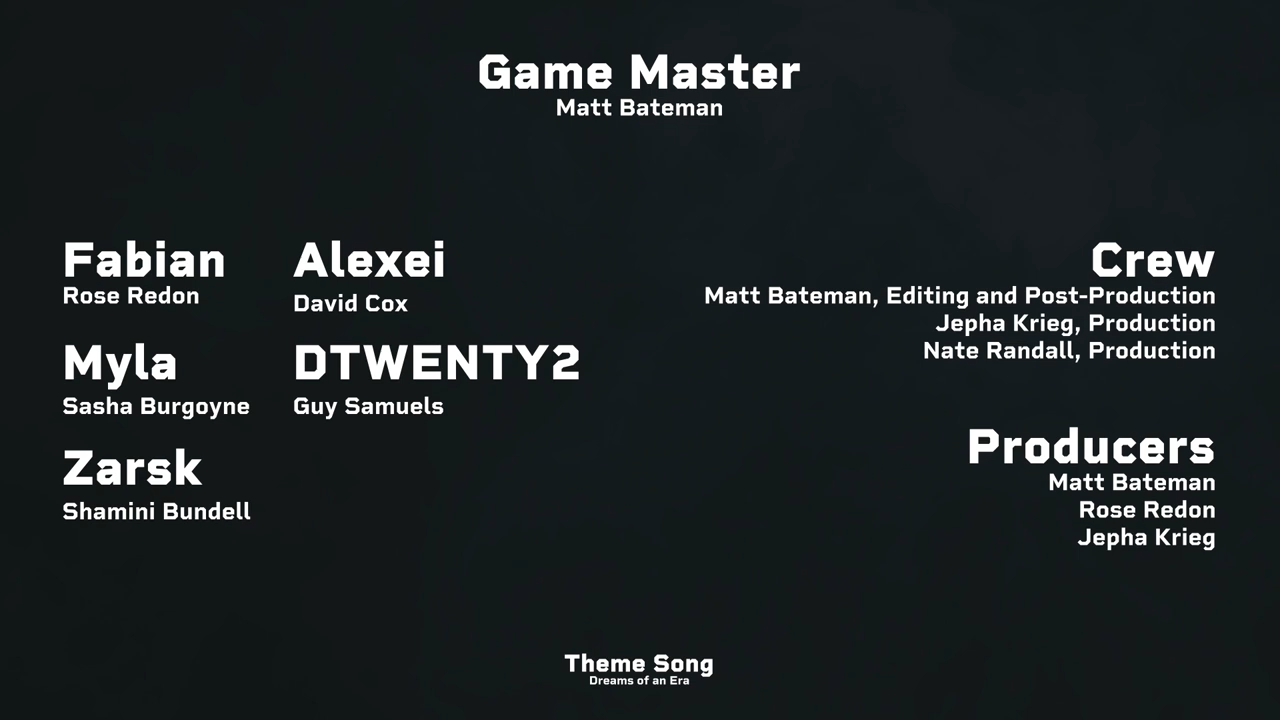 Game Master
Matt Bateman
Fabian
Rose Redon
Myla
Sasha Burgoyne
Zarsk
Shamini Bundell
Alexei
David Cox
DTWENTY2
Guy Samuels
Crew
Matt Bateman, Editing and Post-Production
Jepha Krieg, Production
Nate Randall, Production
Producers
Matt Bateman
Rose Redon
Jepha Krieg
Theme Song
Dreams of an Era